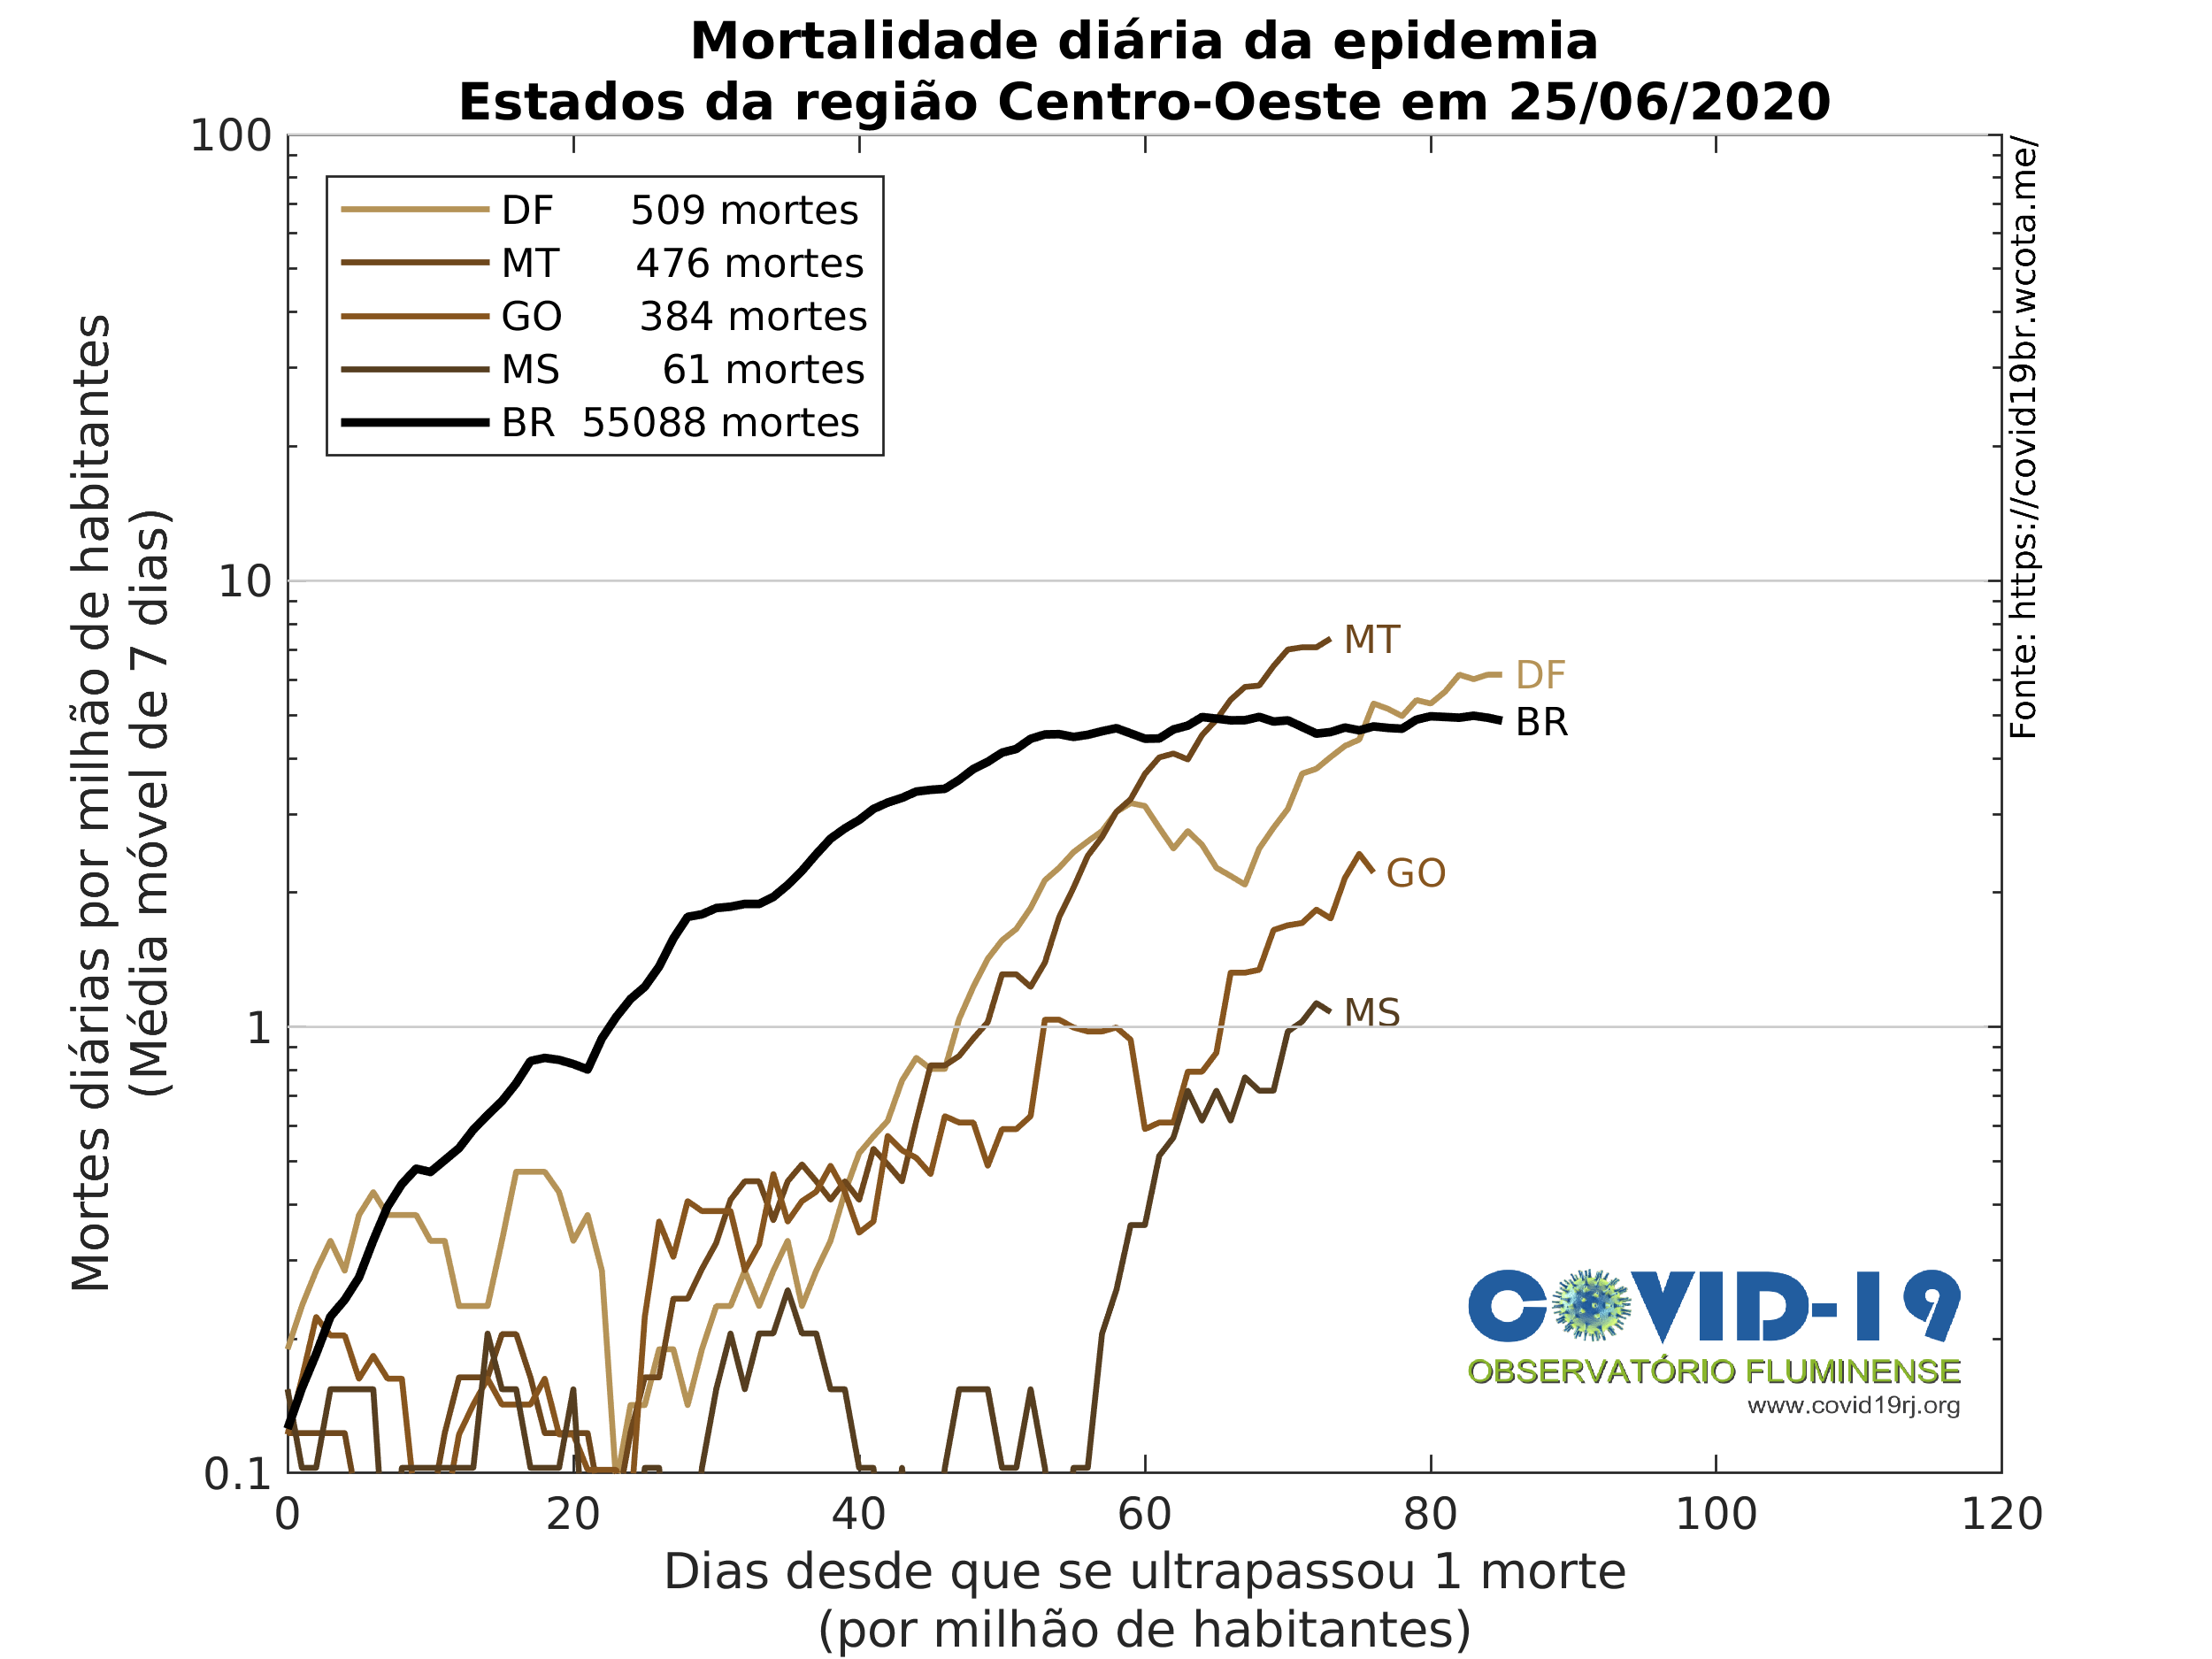 Mortalidade diária da epidemia
Estados da região Centro-Oeste em 25/06/2020
Mortes diárias por milhão de habitantes
(Média móvel de 7 dias)
100
10
1
0.1
DF 509 mortes
MT 476 mortes
GO 384 mortes
MS 61 mortes
BR 55088 mortes
MT
DF
BR
GO
MS
Fonte: https://covid19br.wcota.me/
COVID-19
OBSERVATÓRIO FLUMINENSE
www.covid19rj.org
0 20 40 60 80 100 120
Dias desde que se ultrapassou 1 morte
(por milhão de habitantes)